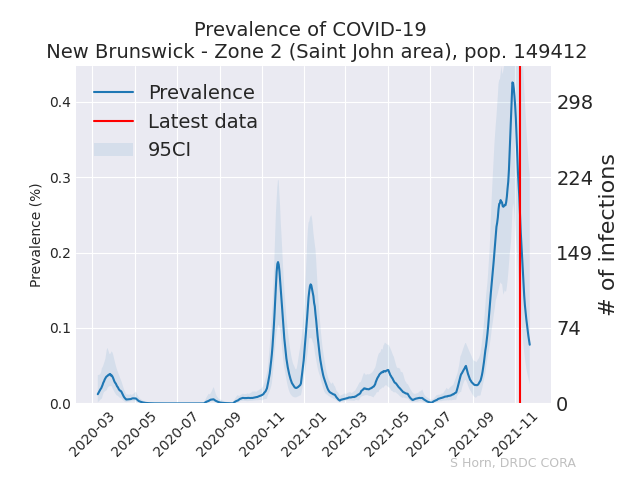 Prevalence of COVID-19
New Brunswick - Zone 2 (Saint John area), pop. 149412
Prevalence
Latest data
95CI
Prevalence (%)
0.4
0.3
0.2
0.1
0.0
298
224
149
74
0
# of infections
2020-03
2020-05
2020-07
2020-09
2020-11
2021-01
2021-03
2021-05
2021-07
2021-09
2021-11
S Horn, DRDC CORA